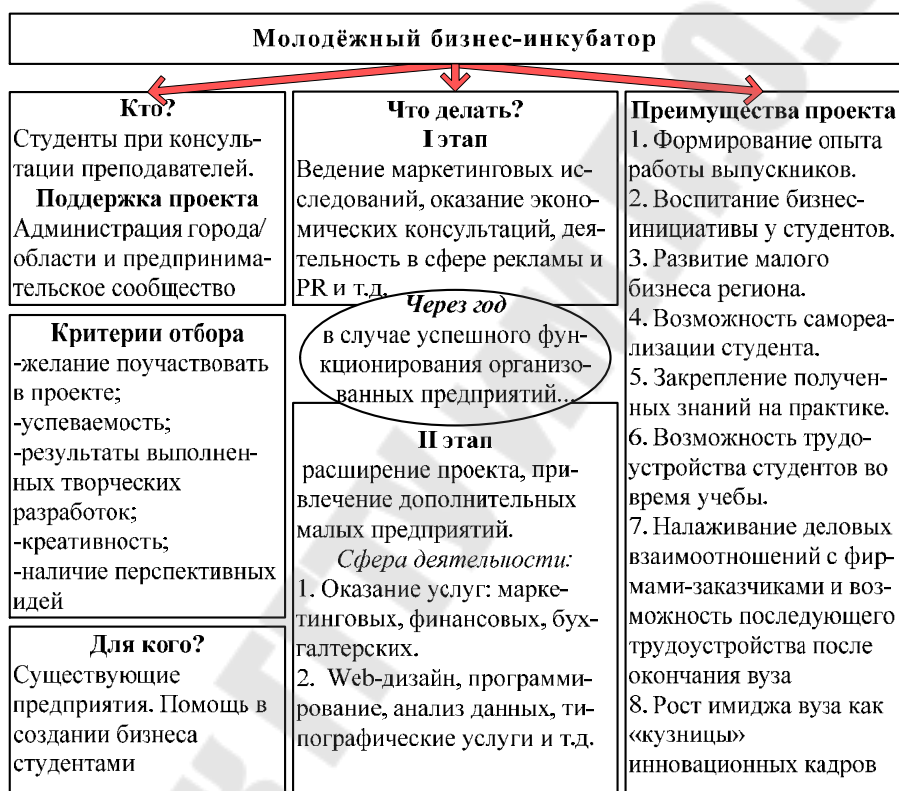 Молодёжный бизнес-инкубатор
Кто?
Студенты при консуль-
тации преподавателей.
Поддержка проекта
Администрация города/
области и предпринима-
тельское сообщество
Критерии отбора
-желание поучаствовать
в проекте;
-успеваемость;
-результаты выполнен-
ных творческих
разработок;
-креативность;
-наличие перспективных
идей
Для кого?
Существующие
предприятия. Помощь в
создании бизнеса
студентами
Что делать?
I этап
Ведение маркетинговых ис-
следований, оказание эконо-
мических консультаций, дея-
тельность в сфере рекламы и
PR и т.д.
Через год
в случае успешного фун-
кционирования организо-
ванных предприятий...
II этап
расширение проекта, при-
влечение дополнительных
малых предприятий.
Сфера деятельности:
1. Оказание услуг: марке-
тинговых, финансовых, бух-
галтерских.
2. Web-дизайн, программи-
рование, анализ данных, ти-
пографические услуги и т.д.
Преимущества проекта
1. Формирование опыта
работы выпускников.
2. Воспитание бизнес-
инициативы у студентов.
3. Развитие малого
бизнеса региона.
4. Возможность самореа-
лизации студента.
5. Закрепление получен-
ных знаний на практике.
6. Возможность трудо-
устройства студентов во
время учебы.
7. Налаживание деловых
взаимоотношений с фир-
мами-заказчиками и воз-
можность последующего
трудоустройства после
окончания вуза
8. Рост имиджа вуза как
«кузницы»
инновационных кадров